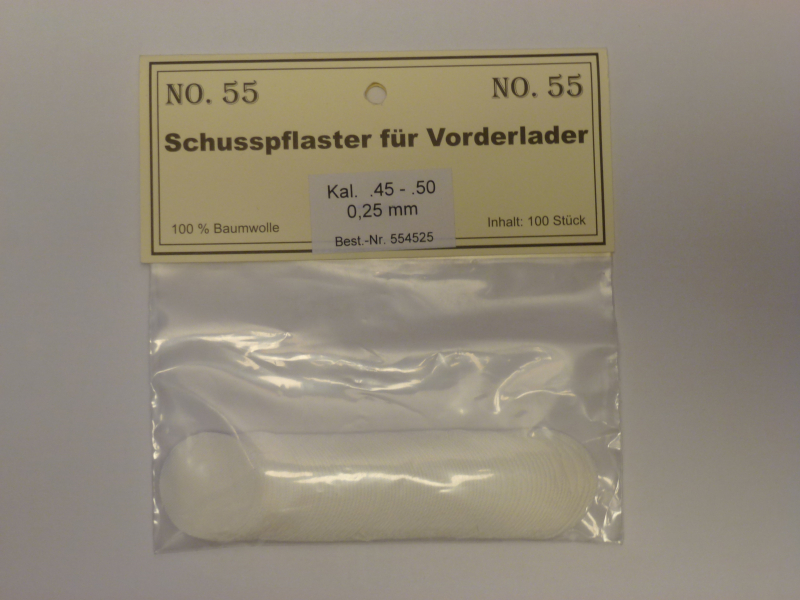 NO. 55 NO. 55
Schusspflaster für Vorderlader
Kal. .45 - .50
0,25 mm
100 % Baumwolle
Best.-Nr. 554525
Inhalt: 100 Stück